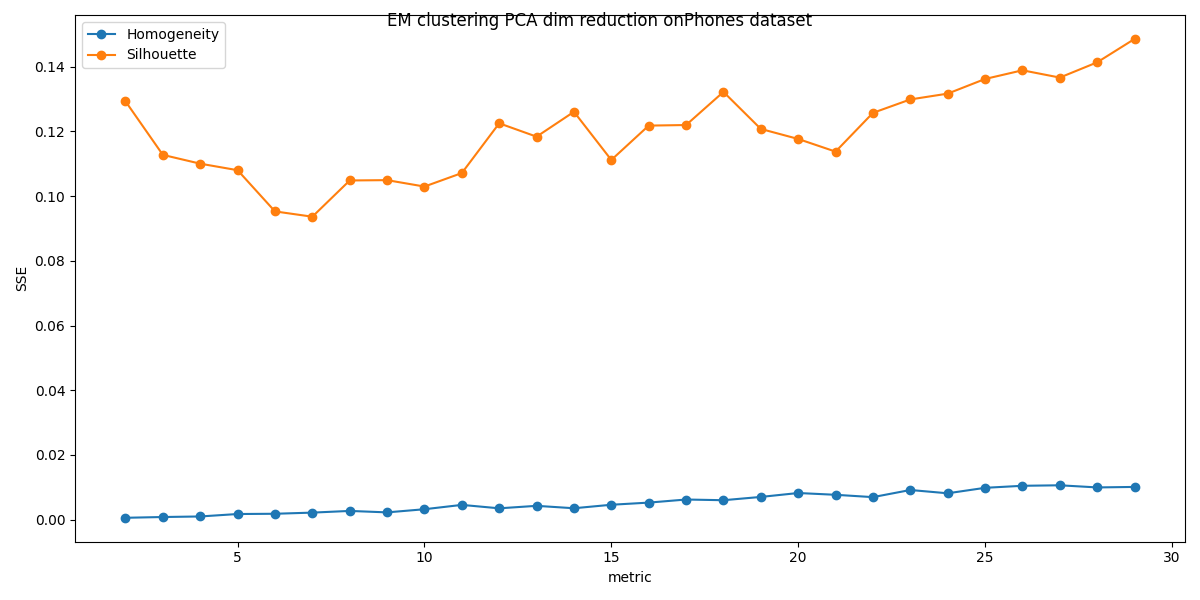 EM clustering PCA dim reduction onPhones dataset
Homogeneity
Silhouette
0.14
0.12
0.10
0.08
0.06
0.04
0.02
0.00
SSE
5 10 15 20 25 30
metric